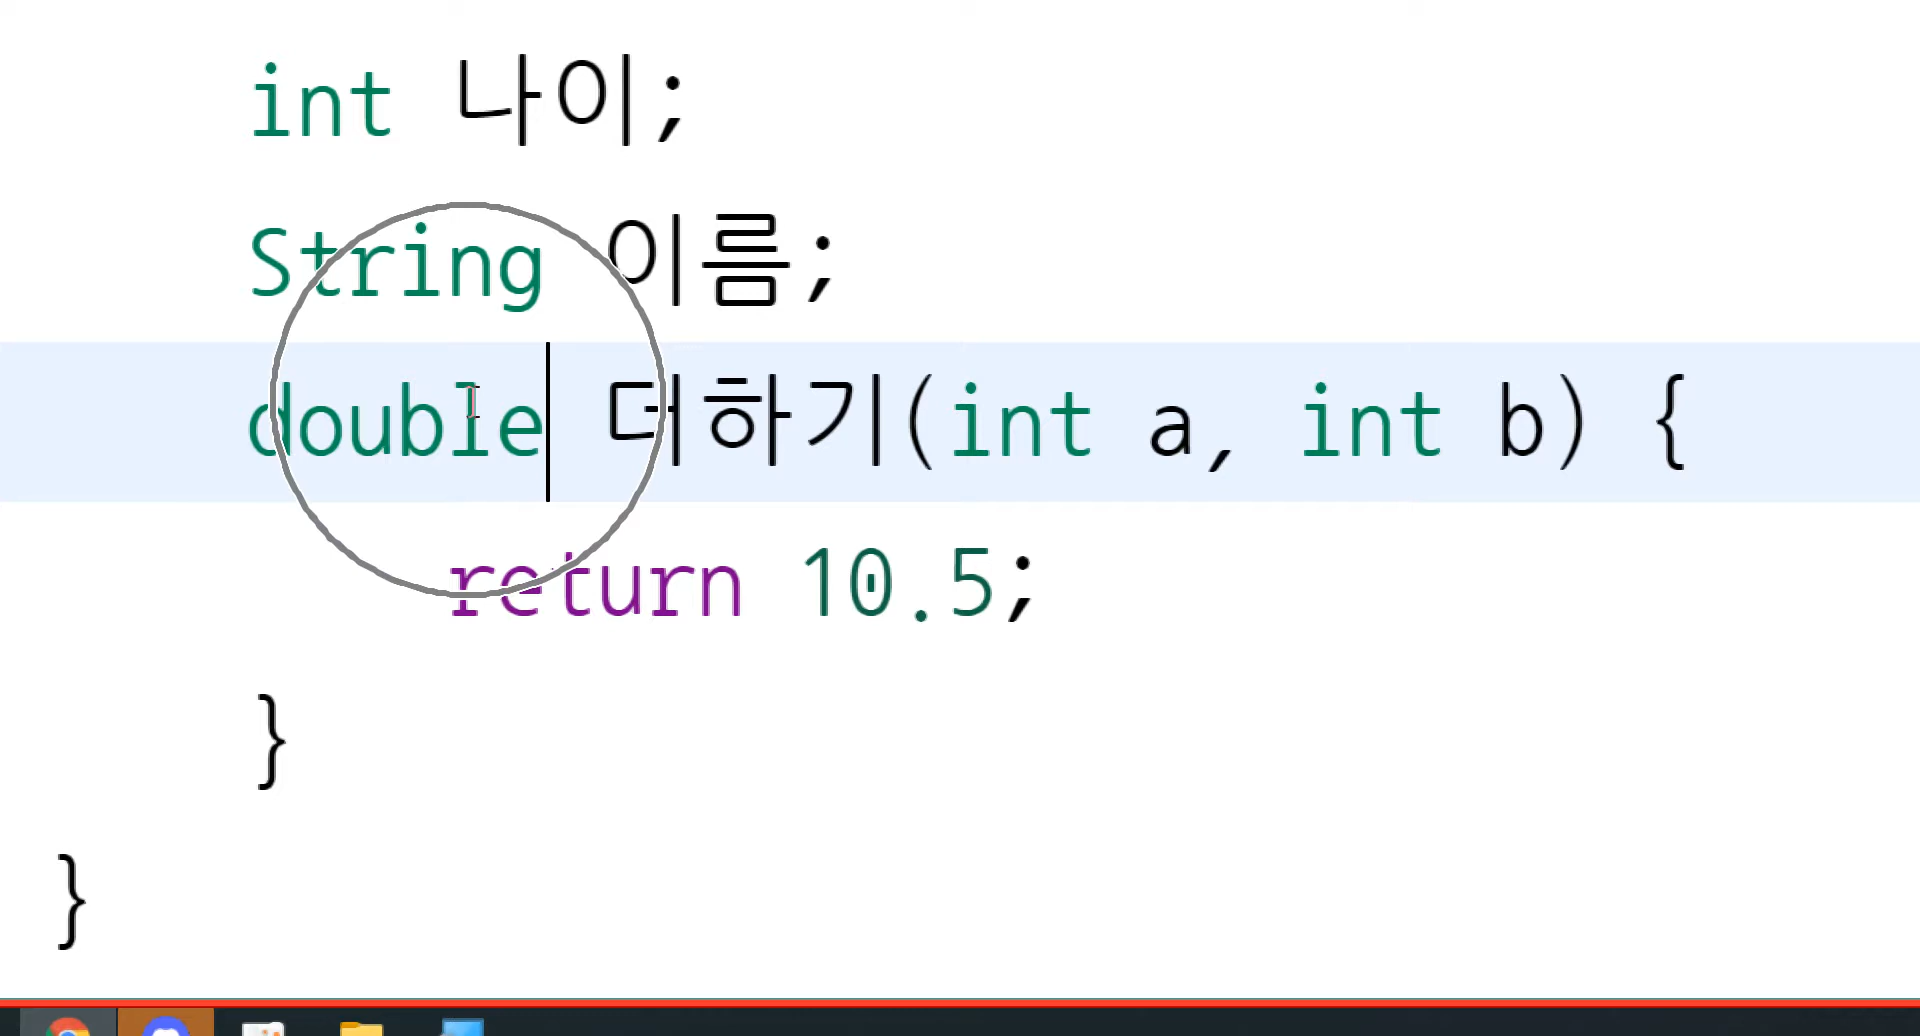 int 나이;
String 이름;
double 더하기(int a, int b) {
return 10.5;
}
}